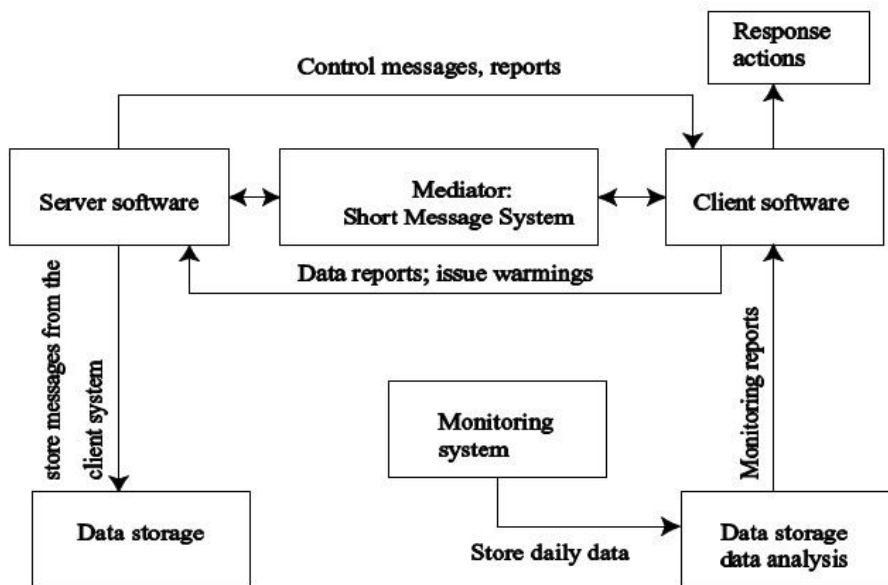 Response
actions
Control messages, reports
Server software
Mediator:
Short Message System
Client software
Data reports; issue warmings
store messages from the
client system
Monitoring reports
Monitoring
system
Data storage
Store daily data
Data storage
data analysis